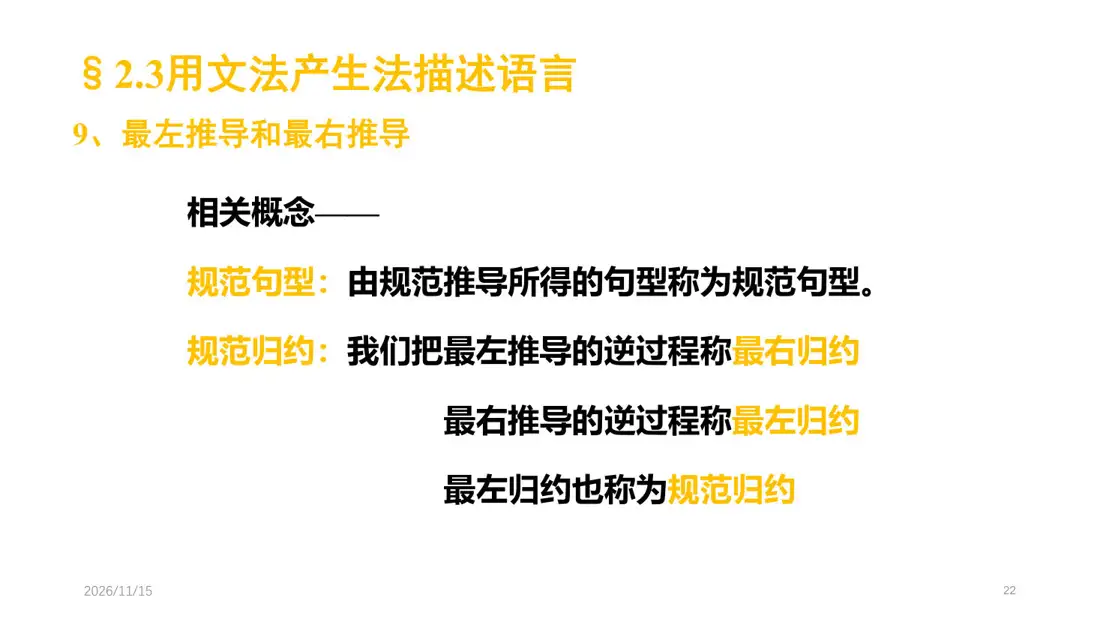 §2.3用文法产生法描述语言
9、最左推导和最右推导
相关概念——
规范句型：由规范推导所得的句型称为规范句型。
规范归约：我们把最左推导的逆过程称最右归约
最右推导的逆过程称最左归约
最左归约也称为规范归约
2026/11/15
22